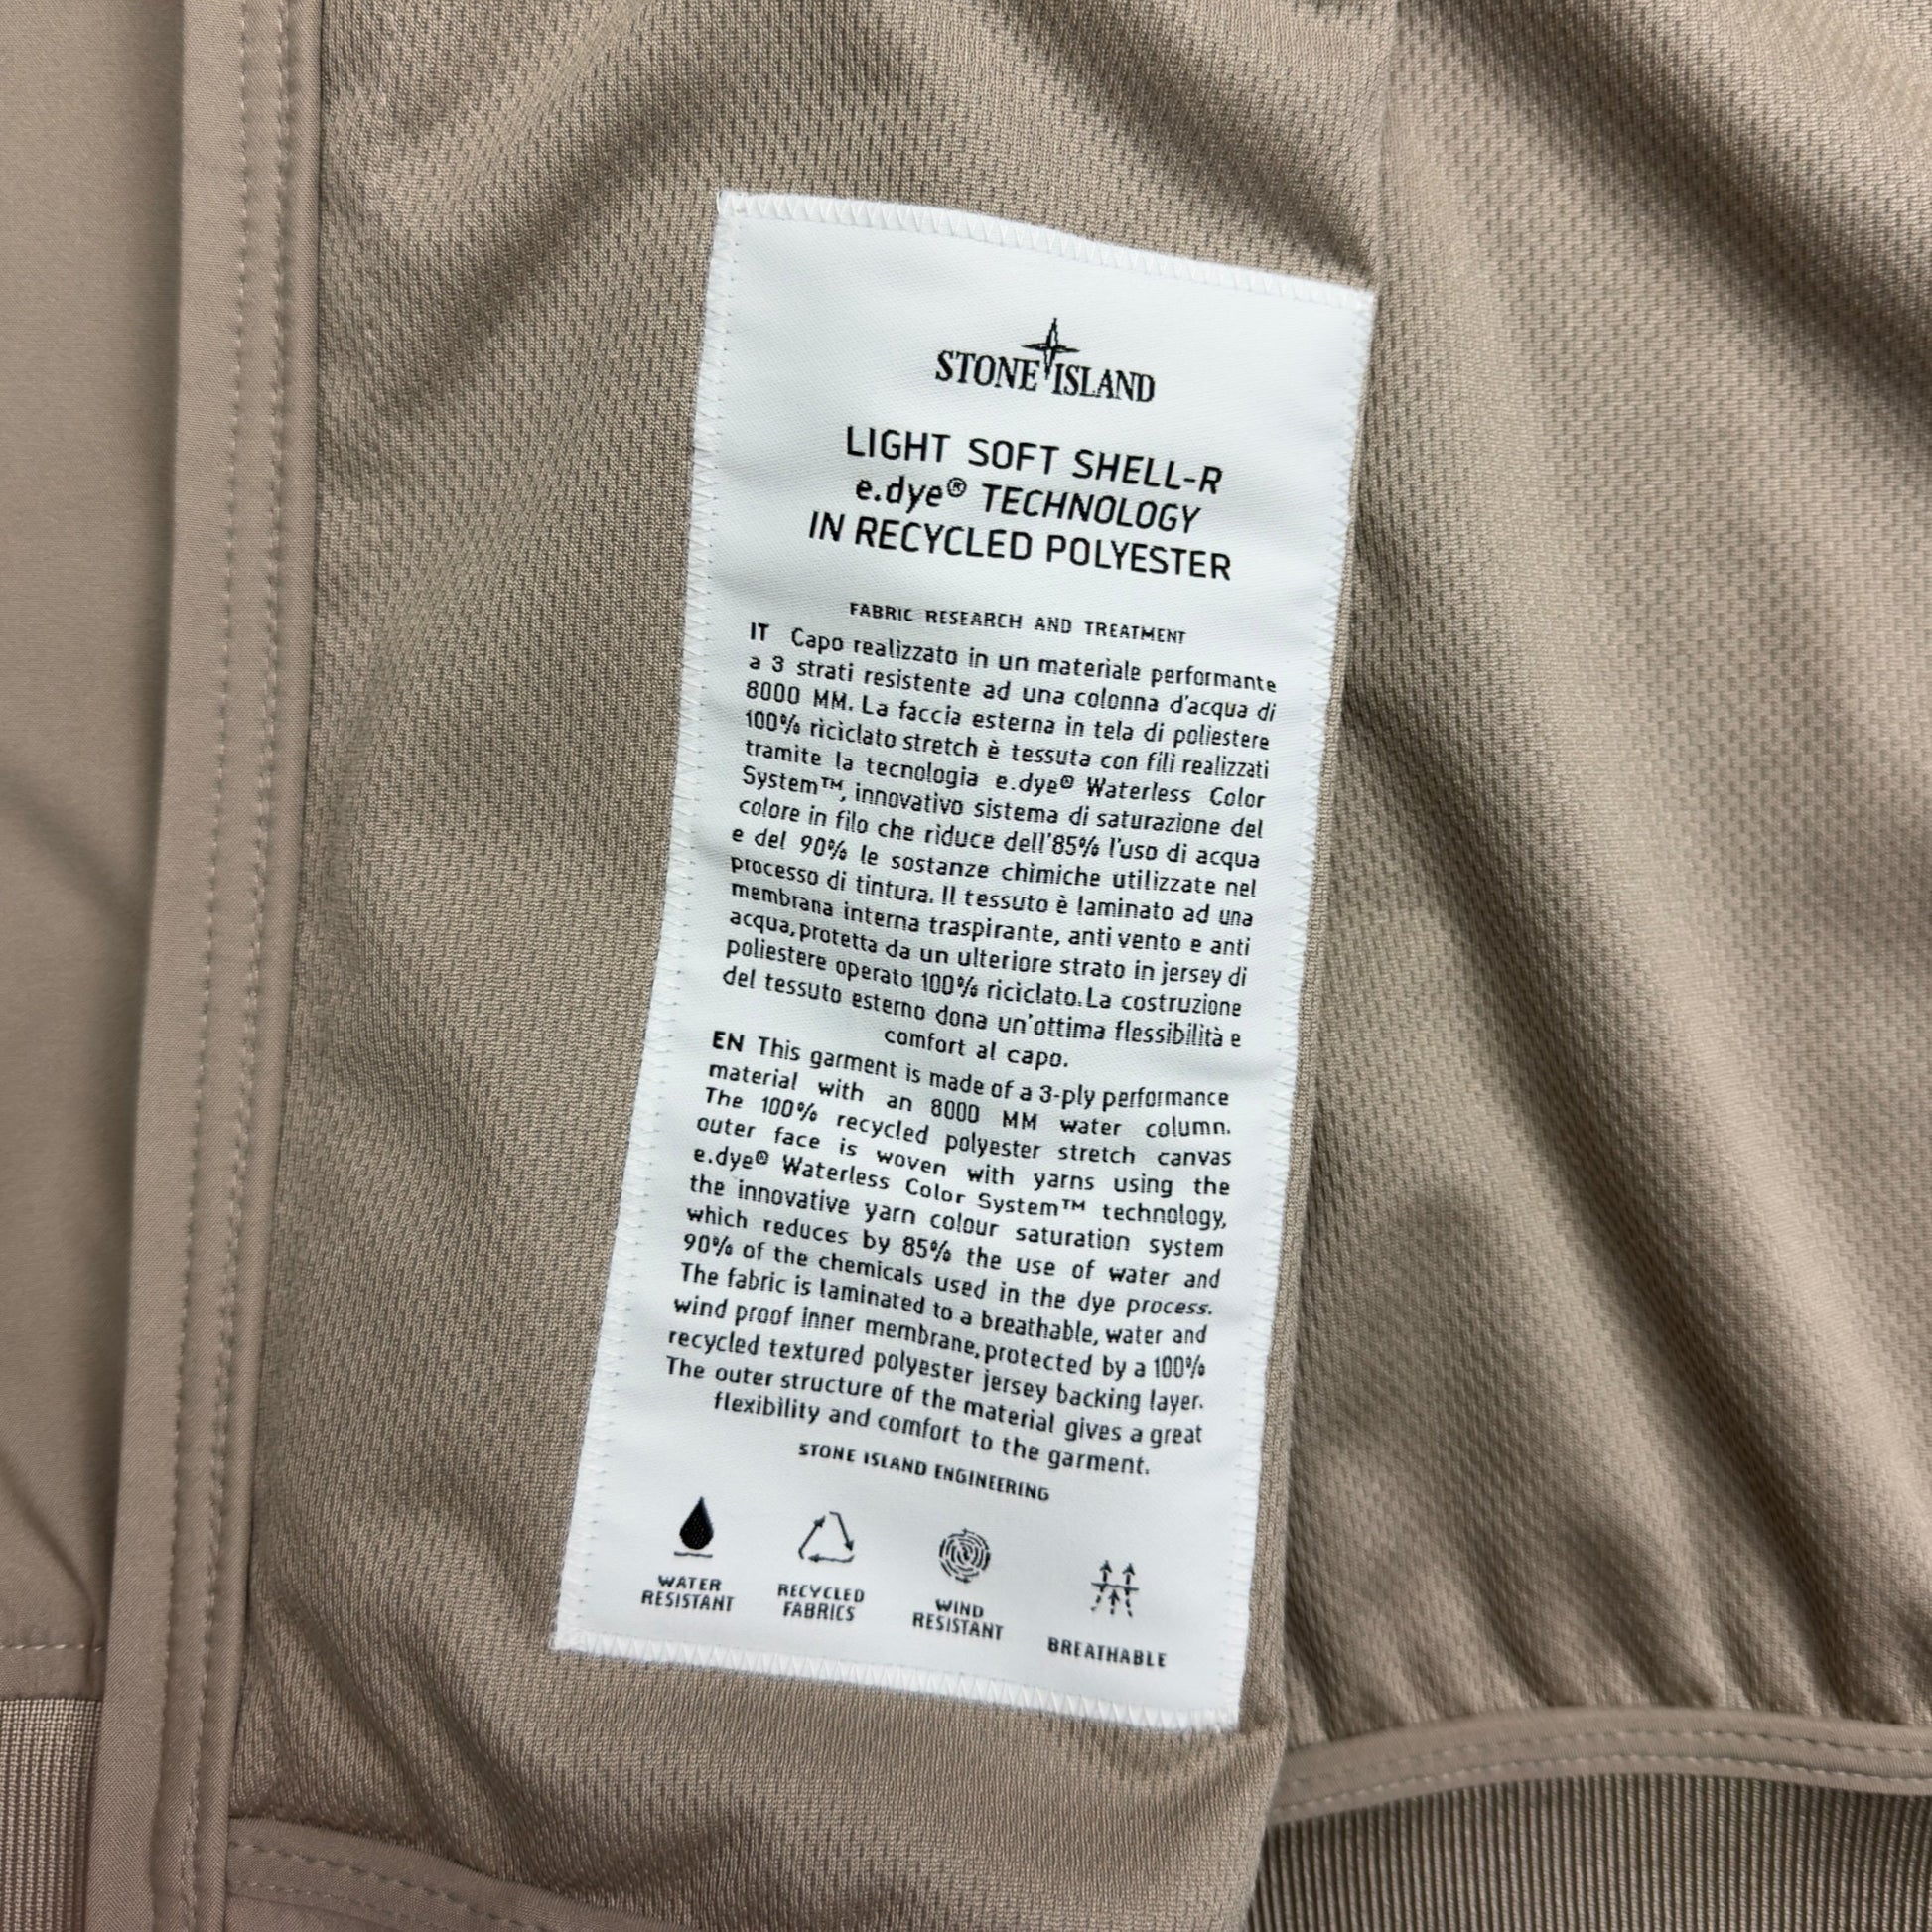 STONE ISLAND
LIGHT SOFT SHELL-R
e.dye® TECHNOLOGY
IN RECYCLED POLYESTER
FABRIC RESEARCH AND TREATMENT
IT Capo realizzato in un materiale performante
a 3 strati resistente ad una colonna d'acqua di
8000 MM. La faccia esterna in tela di poliestere
100% riciclato stretch è tessuta con fili realizzati
tramite la tecnologia e.dye® Waterless Color
System™, innovativo sistema di saturazione del
colore in filo che riduce dell'85% l'uso di acqua
e del 90% le sostanze chimiche utilizzate nel
processo di tintura. Il tessuto è laminato ad una
membrana interna traspirante, anti vento e anti
acqua, protetta da un ulteriore strato in jersey di
poliestere operato 100% riciclato. La costruzione
del tessuto esterno dona un'ottima flessibilità e
comfort al capo.
EN This garment is made of a 3-ply performance
material with an 8000 MM water column.
The 100% recycled polyester stretch canvas
outer face is woven with yarns using the
e.dye® Waterless Color System™ technology,
the innovative yarn colour saturation system
which reduces by 85% the use of water and
90% of the chemicals used in the dye process.
The fabric is laminated to a breathable, water and
wind proof inner membrane, protected by a 100%
recycled textured polyester jersey backing layer.
The outer structure of the material gives a great
flexibility and comfort to the garment.
STONE ISLAND ENGINEERING
WATER
RESISTANT
RECYCLED
FABRICS
WIND
RESISTANT
BREATHABLE